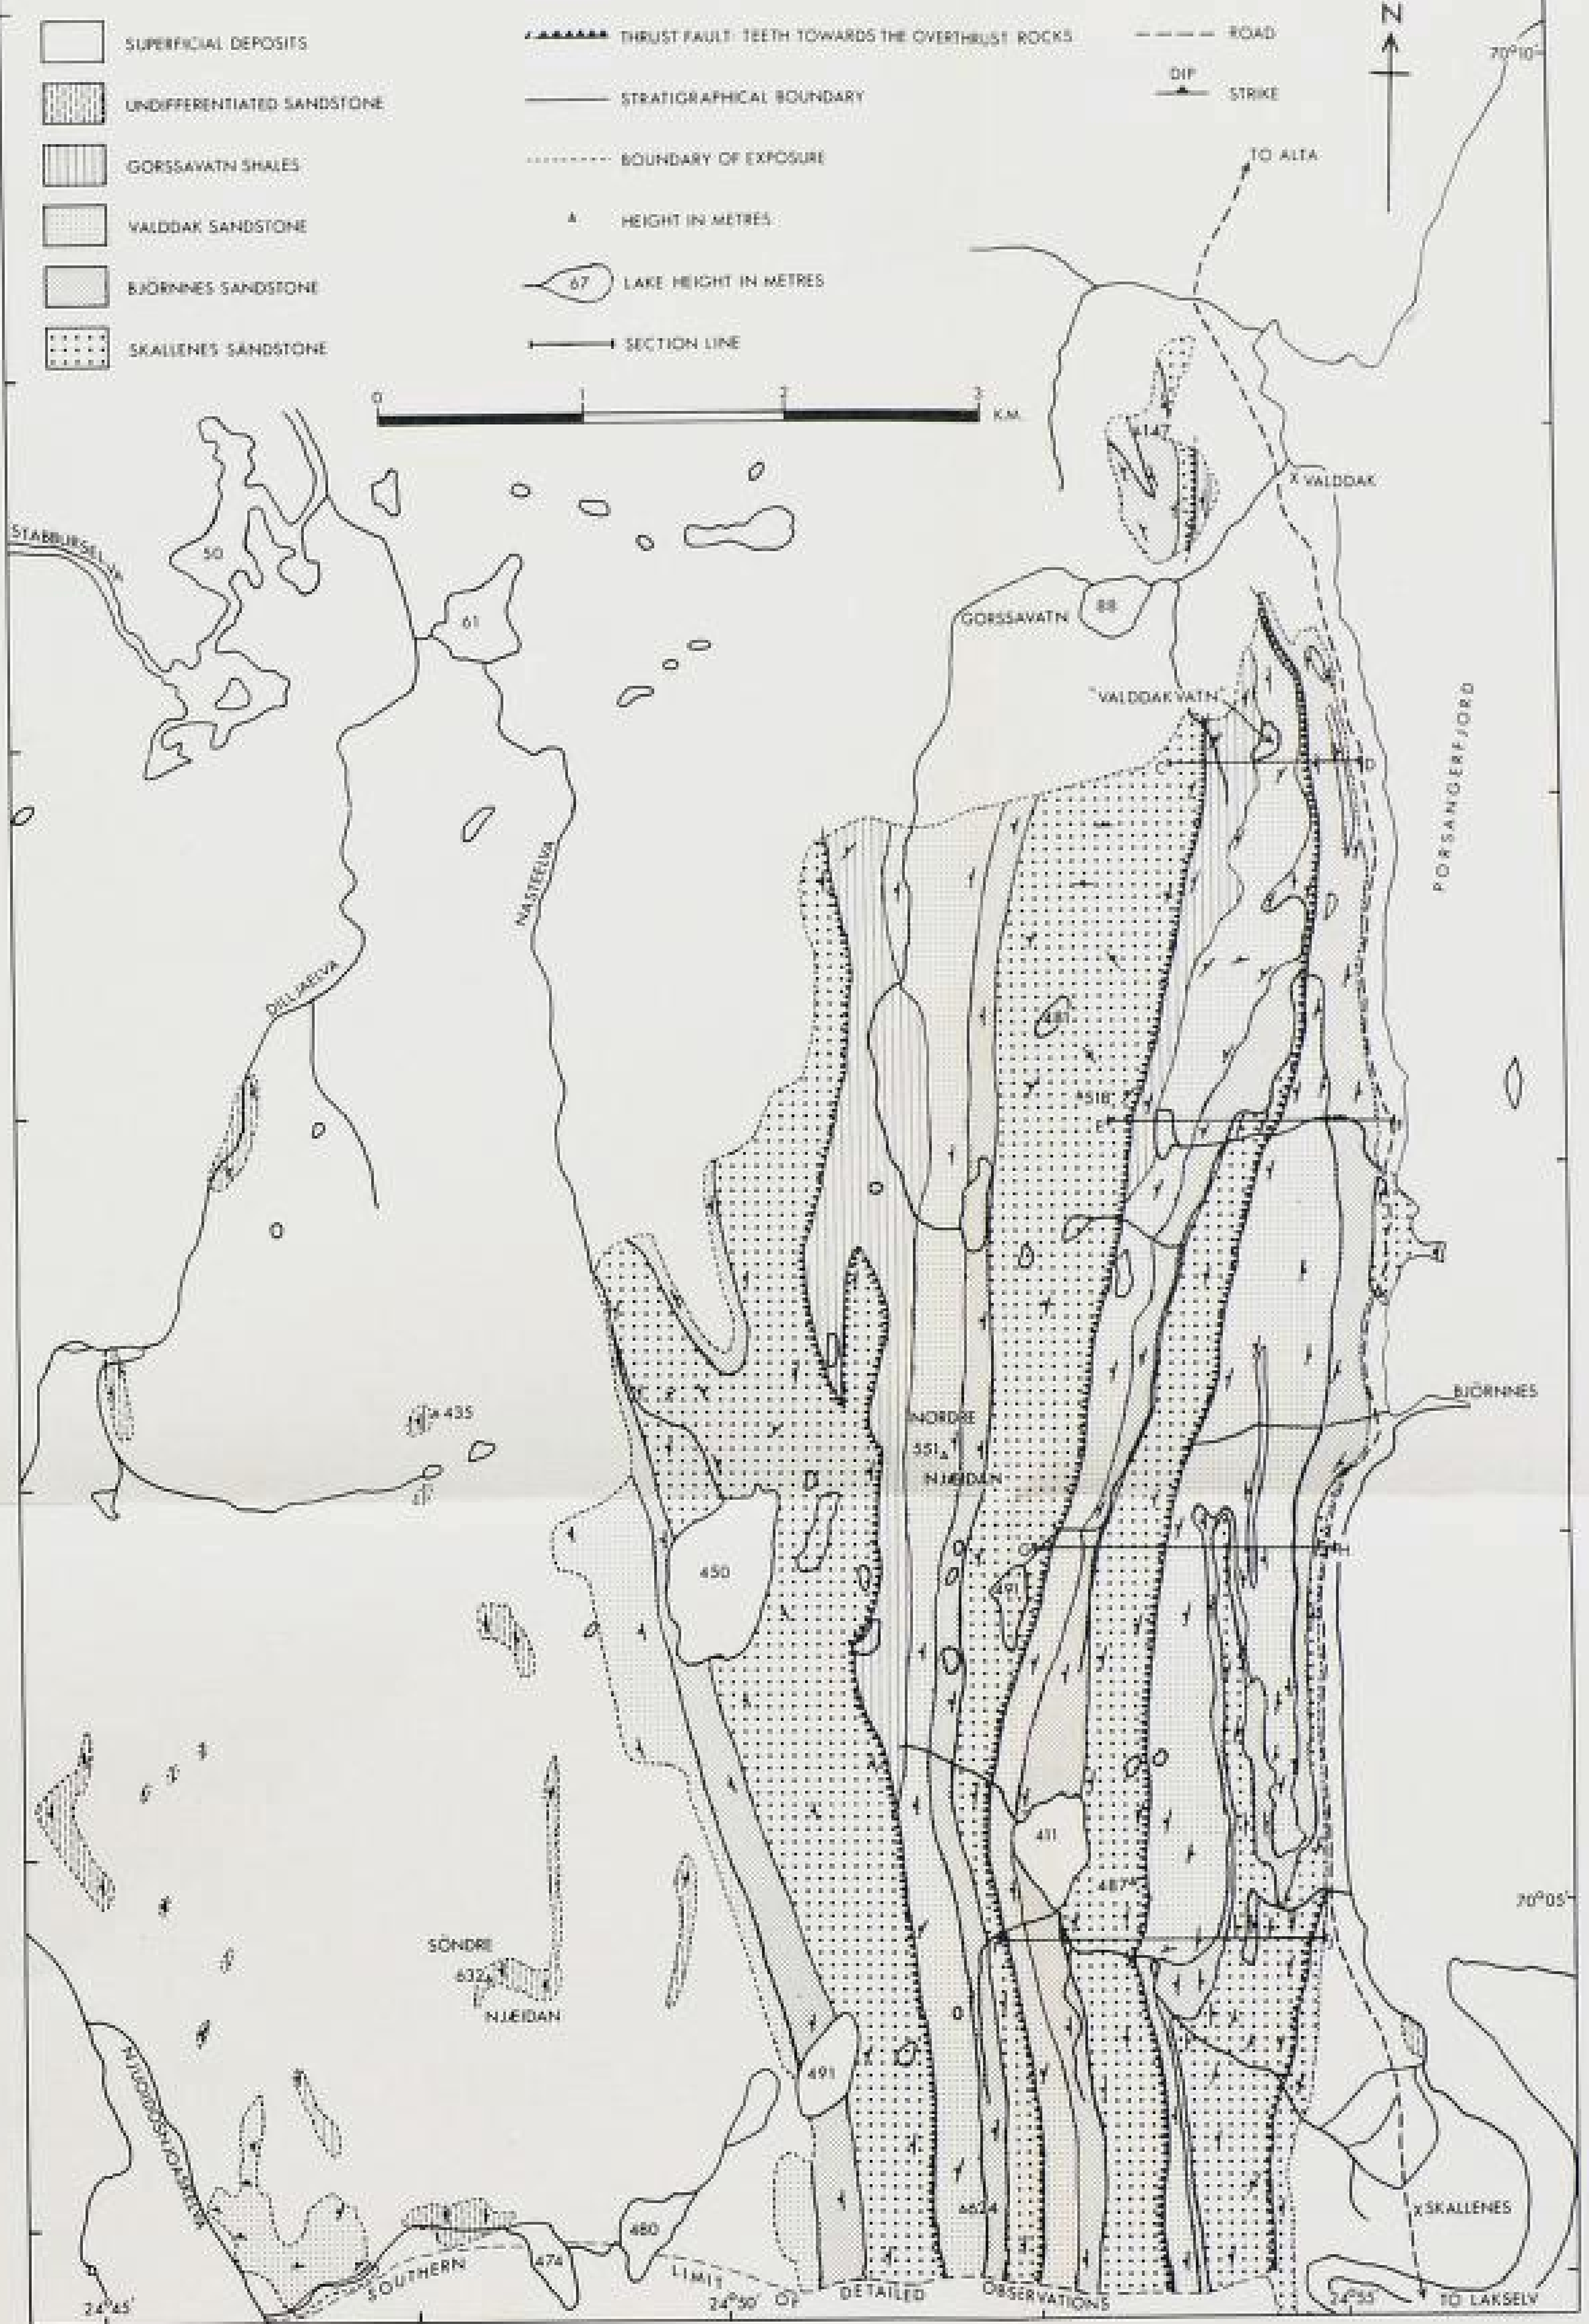 SUPERFICIAL DEPOSITS
UNDIFFERENTIATED SANDSTONE
GORSSAVATN SHALES
VALDDAK SANDSTONE
BJÖRNNES SANDSTONE
SKALLENES SANDSTONE
THRUST FAULT: TEETH TOWARDS THE OVERTHRUST ROCKS
STRATIGRAPHICAL BOUNDARY
BOUNDARY OF EXPOSURE
HEIGHT IN METRES
67 LAKE HEIGHT IN METRES
SECTION LINE
ROAD
DIP
STRIKE
N
70°10'
TO ALTA
0 1 2 3 KM.
147
X VALDDAK
STABBURSELVA
50
61
GORSSAVATN
88
"VALDDAKVATN"
C D
PORSANGERFJORD
NASTEELVA
DILLJAELVA
481
518
E F
NORDRE
551
NJÆIDAN
BJÖRNNES
435
450
G H
491
411
487
70°05'
SÖNDRE
632
NJÆIDAN
491
624
X SKALLENES
480
474
SOUTHERN LIMIT OF DETAILED OBSERVATIONS
24°45'
24°50'
24°55'
TO LAKSELV